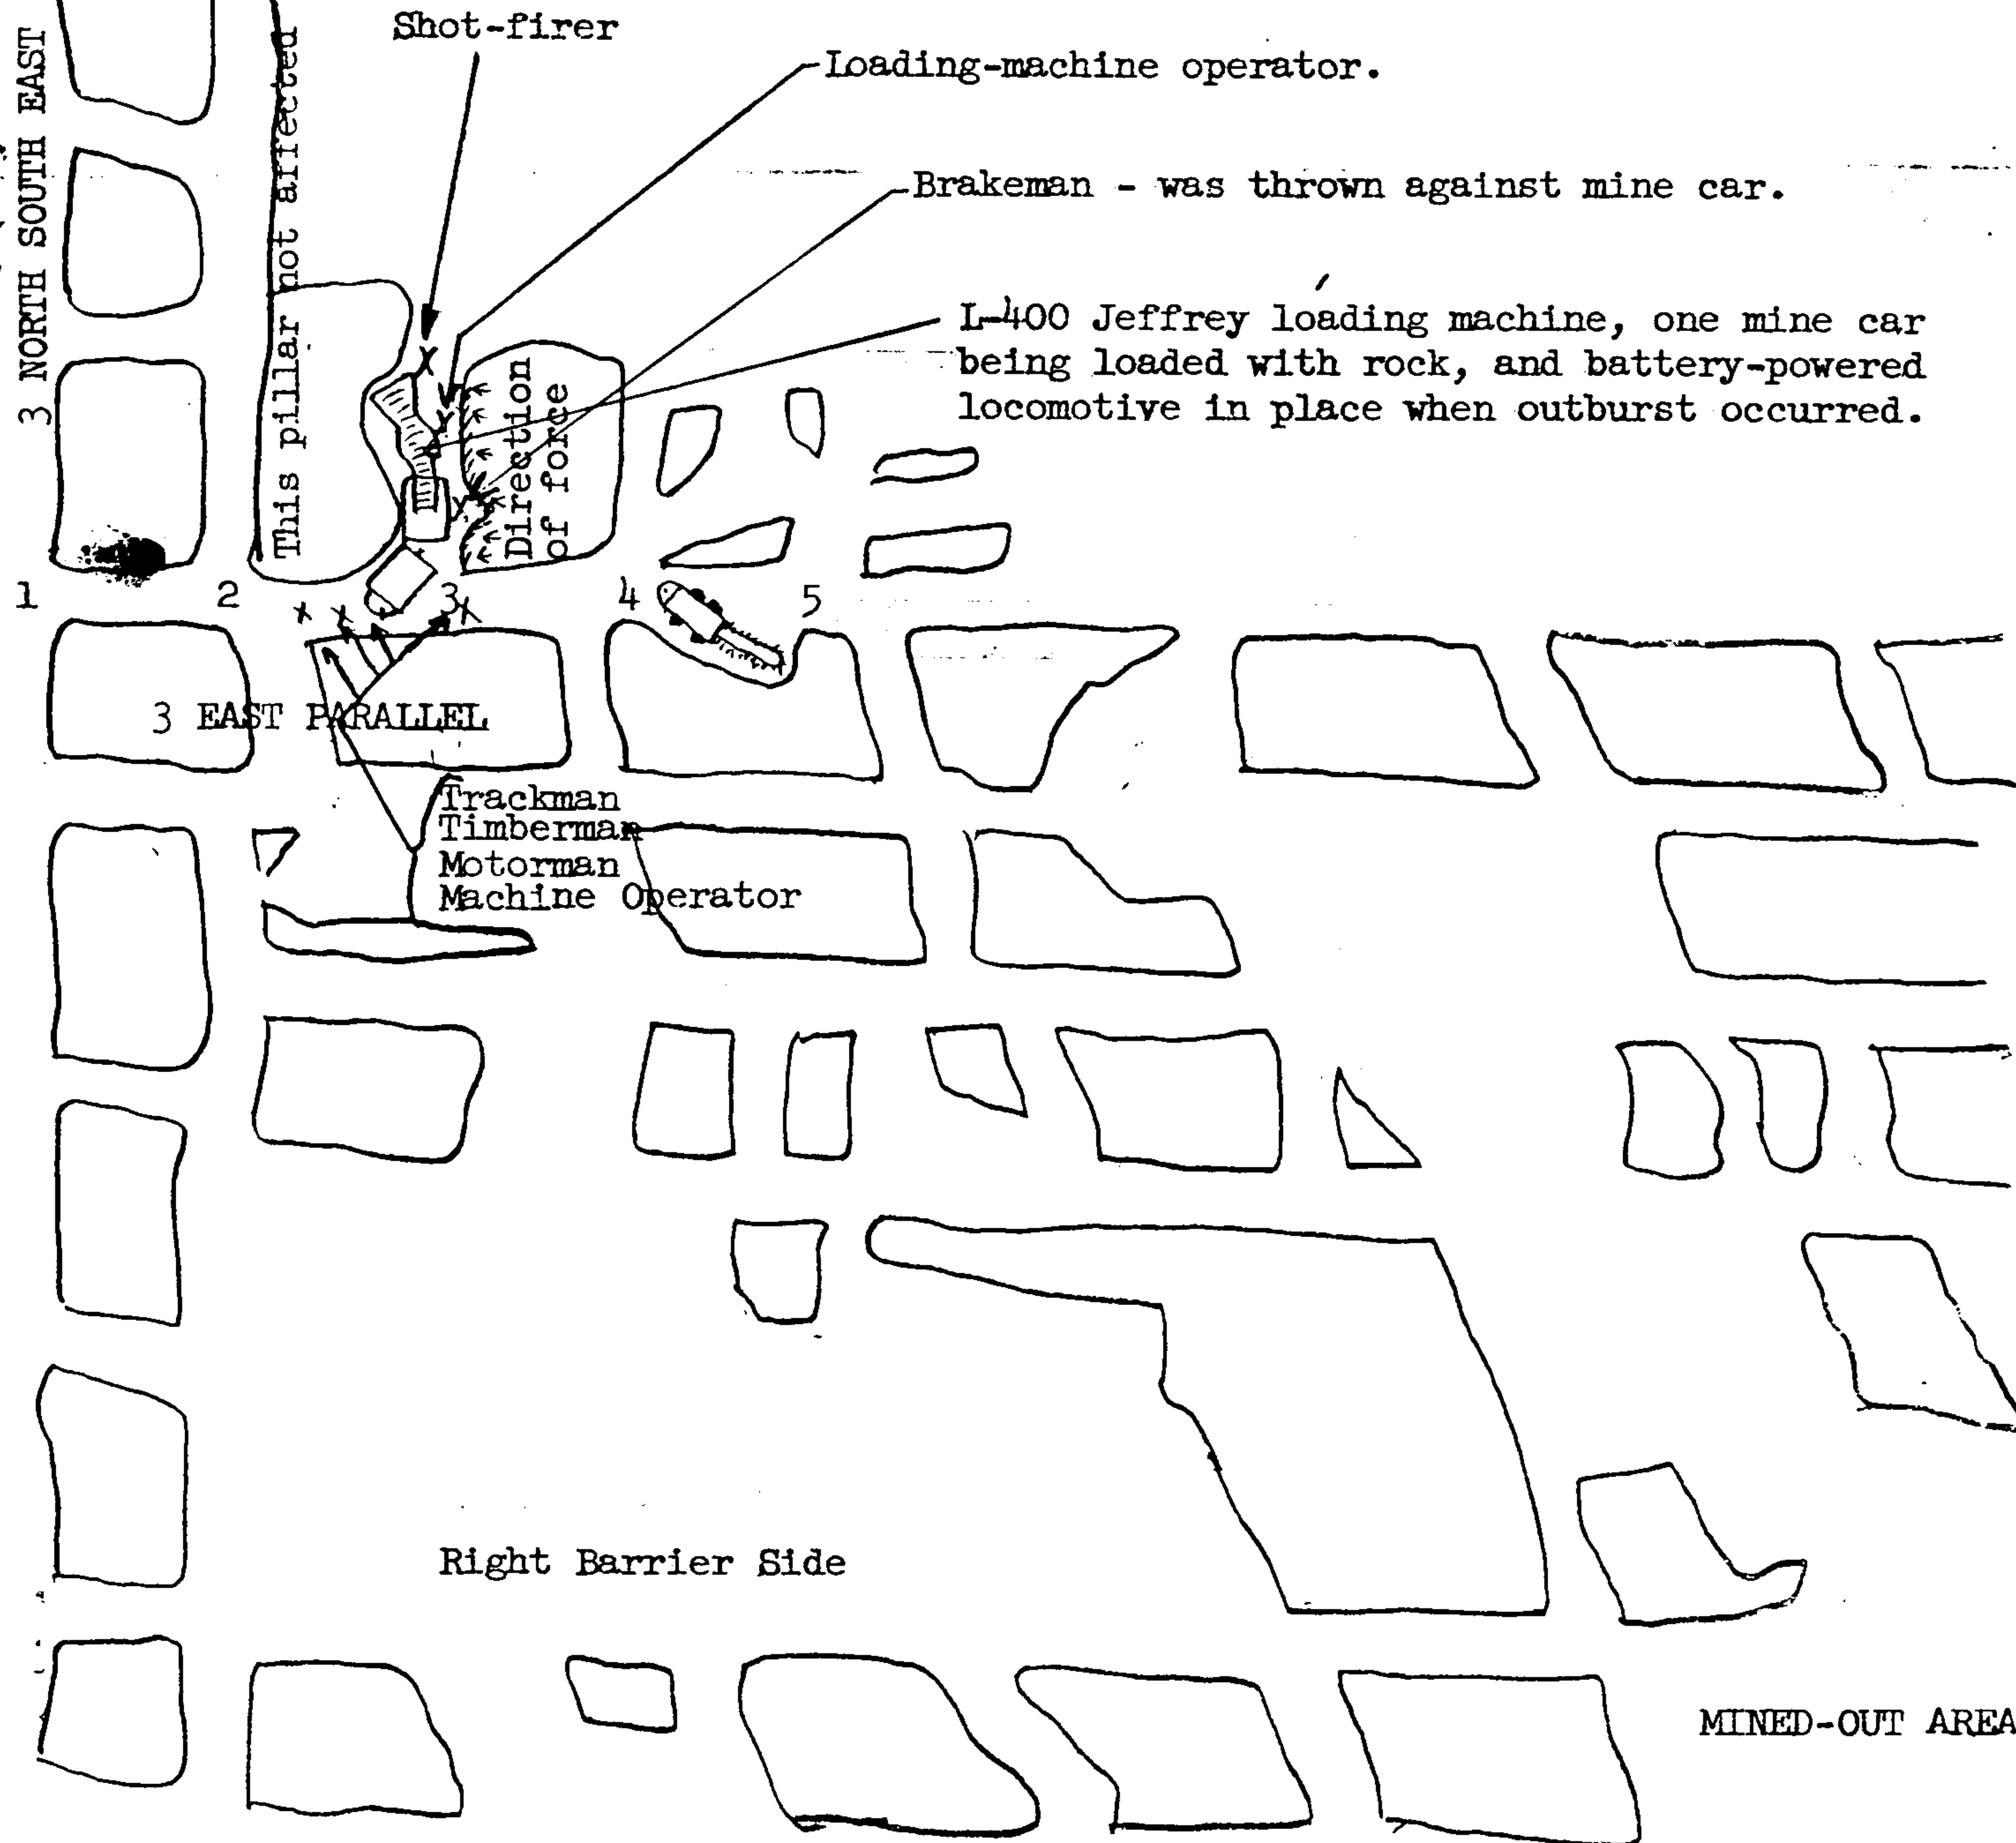 Shot-firer
Loading-machine operator.
Brakeman - was thrown against mine car.
L-400 Jeffrey loading machine, one mine car
being loaded with rock, and battery-powered
locomotive in place when outburst occurred.
3 NORTH SOUTH EAST
This pillar not affected
Direction
of force
1
2
3
4
5
3 EAST PARALLEL
Trackman
Timberman
Motorman
Machine Operator
Right Barrier Side
MINED-OUT AREA